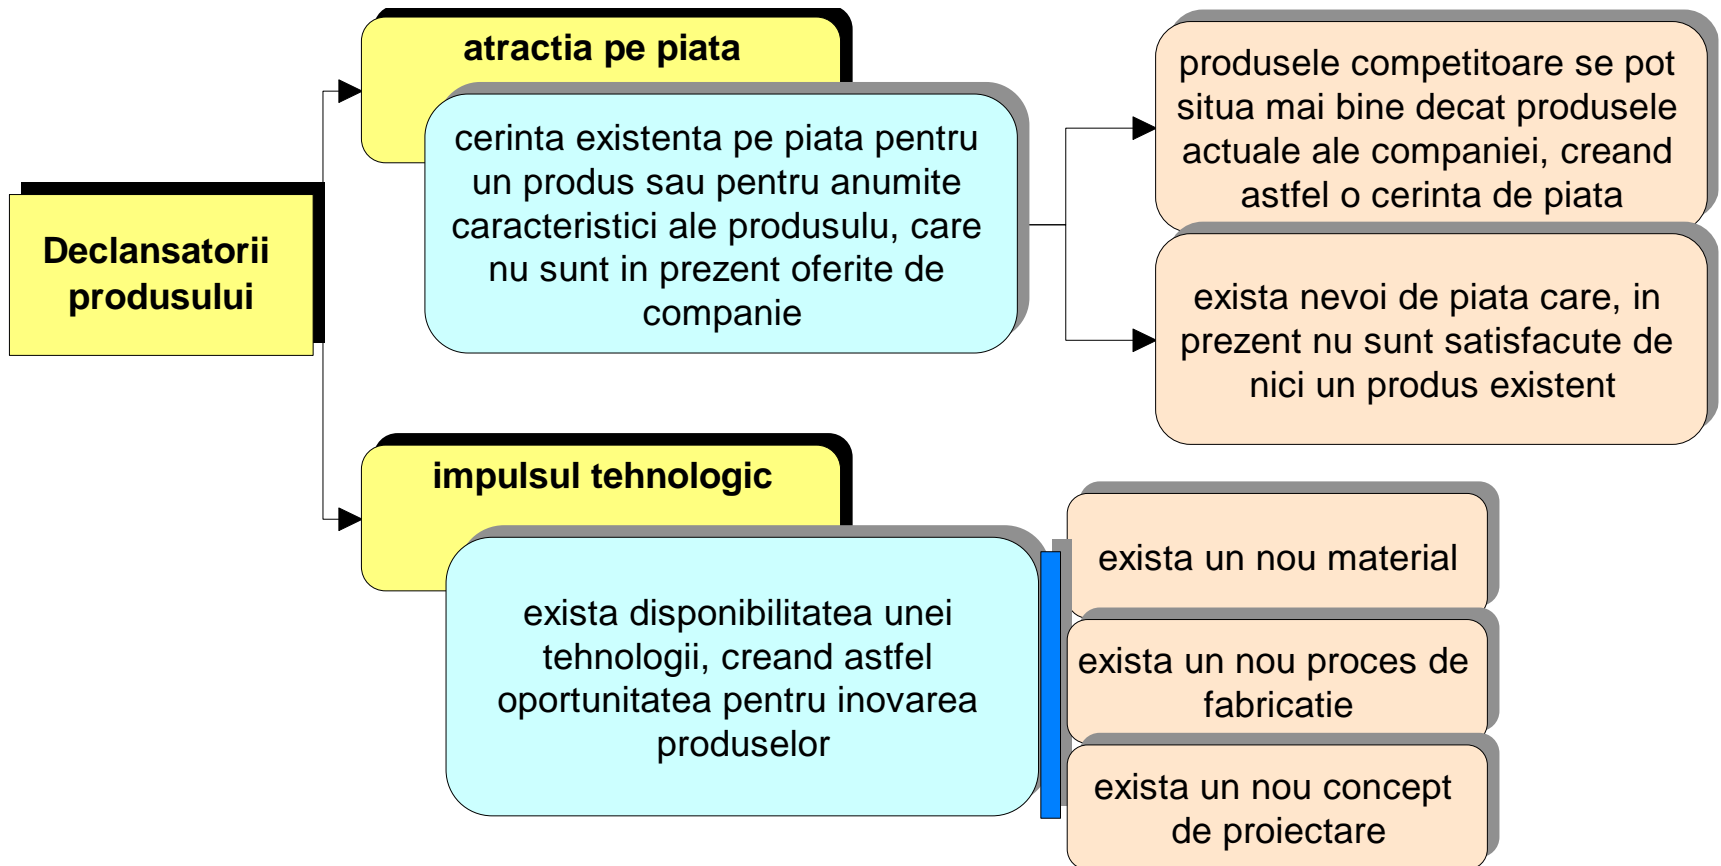 Declansatorii
produsului
atractia pe piata
cerinta existenta pe piata pentru
un produs sau pentru anumite
caracteristici ale produsulu, care
nu sunt in prezent oferite de
companie
produsele competitoare se pot
situa mai bine decat produsele
actuale ale companiei, creand
astfel o cerinta de piata
exista nevoi de piata care, in
prezent nu sunt satisfacute de
nici un produs existent
impulsul tehnologic
exista disponibilitatea unei
tehnologii, creand astfel
oportunitatea pentru inovarea
produselor
exista un nou material
exista un nou proces de
fabricatie
exista un nou concept
de proiectare